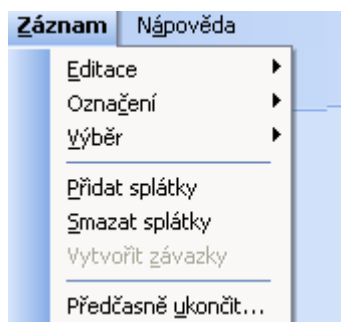 Záznam Nápověda
Editace
Označení
Výběr
Přidat splátky
Smazat splátky
Vytvořit závazky
Předčasně ukončit...